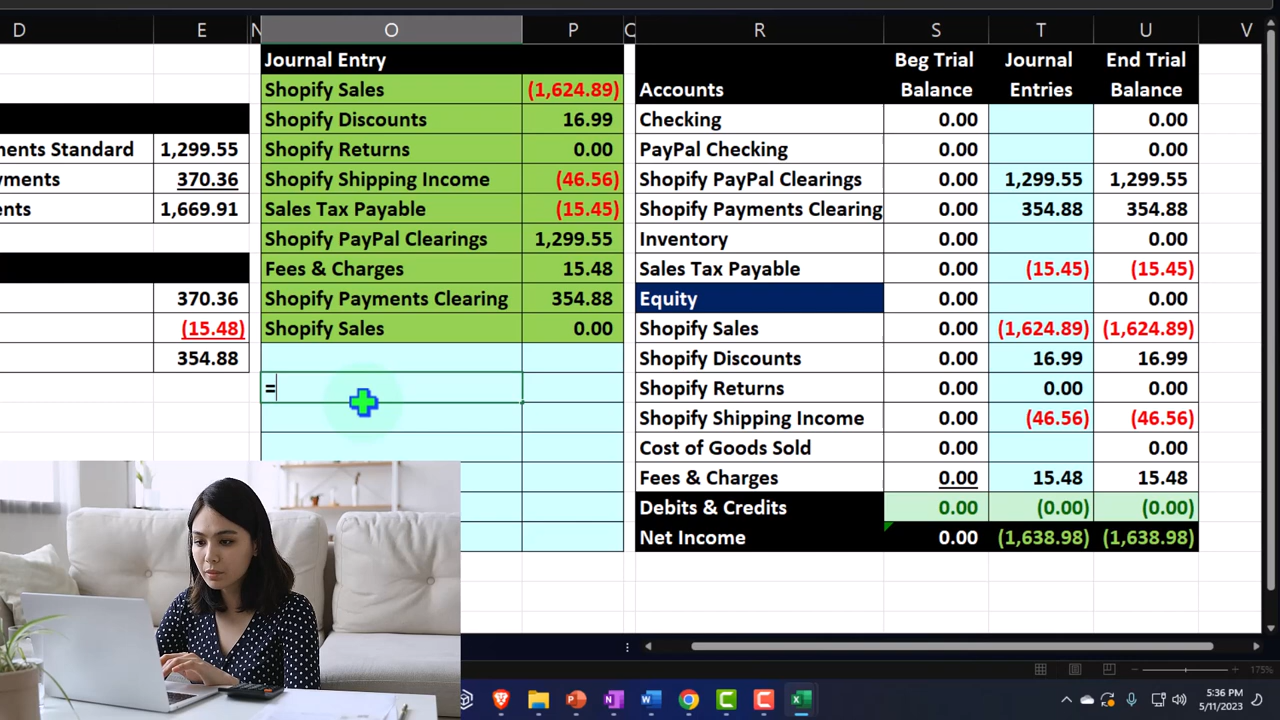 D E N O P Q R S T U V
Journal Entry Beg Trial Journal End Trial
Shopify Sales (1,624.89) Accounts Balance Entries Balance
Shopify Discounts 16.99 Checking 0.00 0.00
ments Standard 1,299.55 Shopify Returns 0.00 PayPal Checking 0.00 0.00
yments 370.36 Shopify Shipping Income (46.56) Shopify PayPal Clearings 0.00 1,299.55 1,299.55
nts 1,669.91 Sales Tax Payable (15.45) Shopify Payments Clearing 0.00 354.88 354.88
Shopify PayPal Clearings 1,299.55 Inventory 0.00 0.00
Fees & Charges 15.48 Sales Tax Payable 0.00 (15.45) (15.45)
370.36 Shopify Payments Clearing 354.88 Equity 0.00 0.00
(15.48) Shopify Sales 0.00 Shopify Sales 0.00 (1,624.89) (1,624.89)
354.88 Shopify Discounts 0.00 16.99 16.99
= Shopify Returns 0.00 0.00 0.00
Shopify Shipping Income 0.00 (46.56) (46.56)
Cost of Goods Sold 0.00 0.00
Fees & Charges 0.00 15.48 15.48
Debits & Credits 0.00 (0.00) (0.00)
Net Income 0.00 (1,638.98) (1,638.98)
175%
5:36 PM
5/11/2023